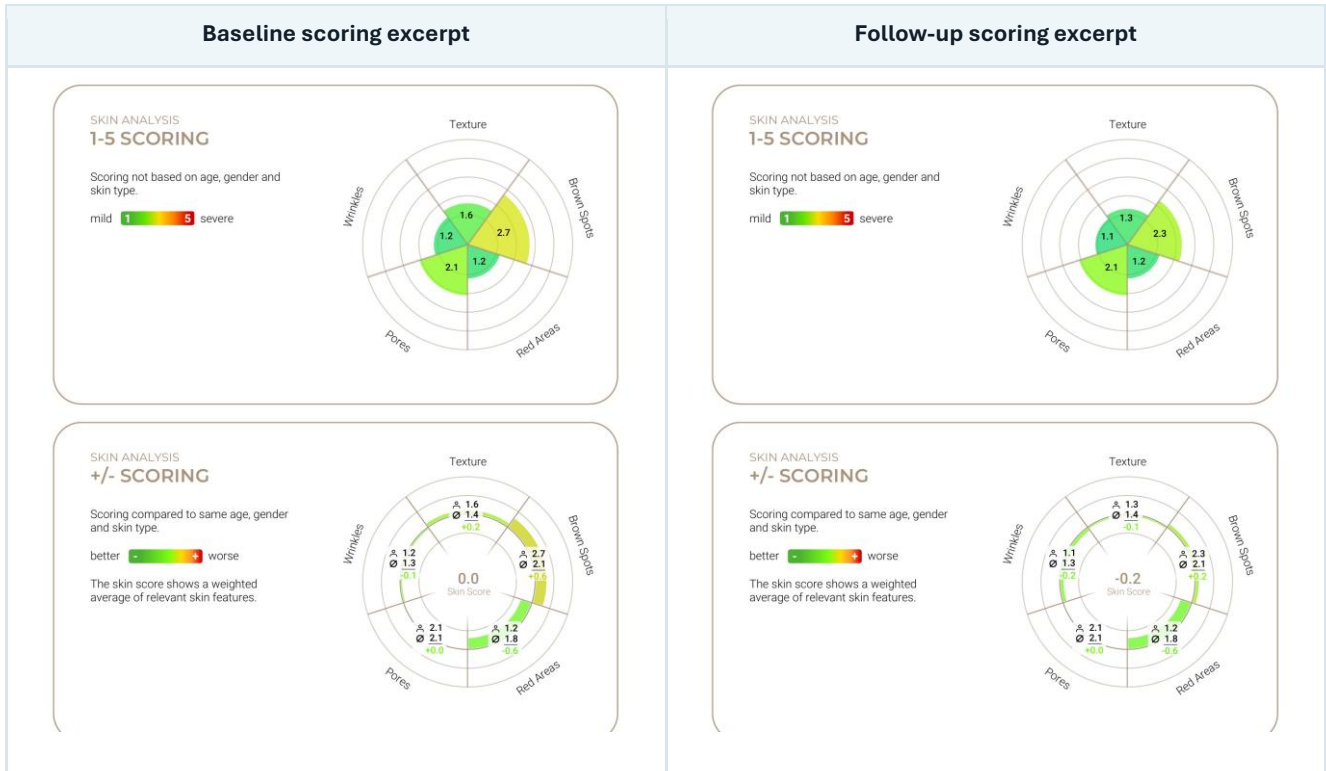 Baseline scoring excerpt
Follow-up scoring excerpt
SKIN ANALYSIS
1-5 SCORING
Scoring not based on age, gender and
skin type.
mild 1 5 severe
Texture
Wrinkles
Brown Spots
1.6
1.2
2.7
2.1
1.2
Pores
Red Areas
SKIN ANALYSIS
1-5 SCORING
Scoring not based on age, gender and
skin type.
mild 1 5 severe
Texture
Wrinkles
Brown Spots
1.3
1.1
2.3
2.1
1.2
Pores
Red Areas
SKIN ANALYSIS
+/- SCORING
Scoring compared to same age, gender
and skin type.
better - + worse
The skin score shows a weighted
average of relevant skin features.
Texture
Wrinkles
Brown Spots
1.6
Ø 1.4
+0.2
1.2
Ø 1.3
-0.1
2.7
Ø 2.1
+0.6
0.0
Skin Score
2.1
Ø 2.1
+0.0
1.2
Ø 1.8
-0.6
Pores
Red Areas
SKIN ANALYSIS
+/- SCORING
Scoring compared to same age, gender
and skin type.
better - + worse
The skin score shows a weighted
average of relevant skin features.
Texture
Wrinkles
Brown Spots
1.3
Ø 1.4
-0.1
1.1
Ø 1.3
-0.2
2.3
Ø 2.1
+0.2
-0.2
Skin Score
2.1
Ø 2.1
+0.0
1.2
Ø 1.8
-0.6
Pores
Red Areas